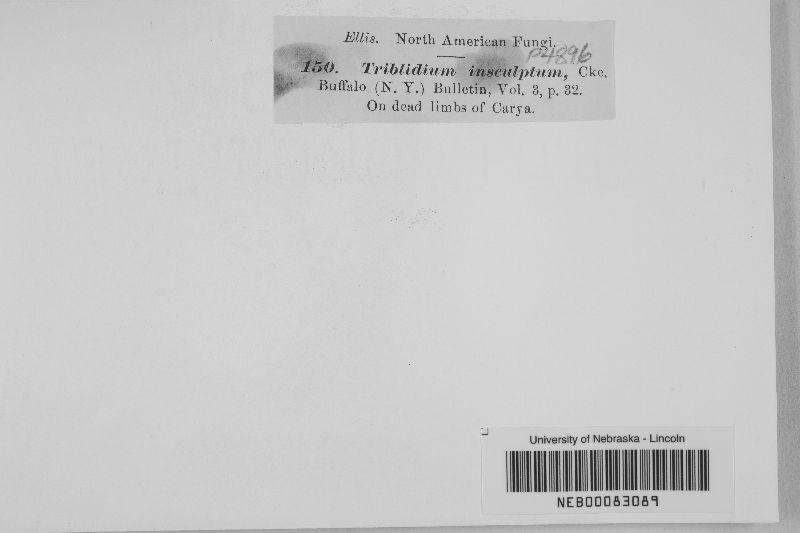 Ellis. North American Fungi.
P4896
150. Triblidium insculptum, Cke.
Buffalo (N. Y.) Bulletin, Vol. 3, p. 32.
On dead limbs of Carya.
University of Nebraska - Lincoln
NEB00083089